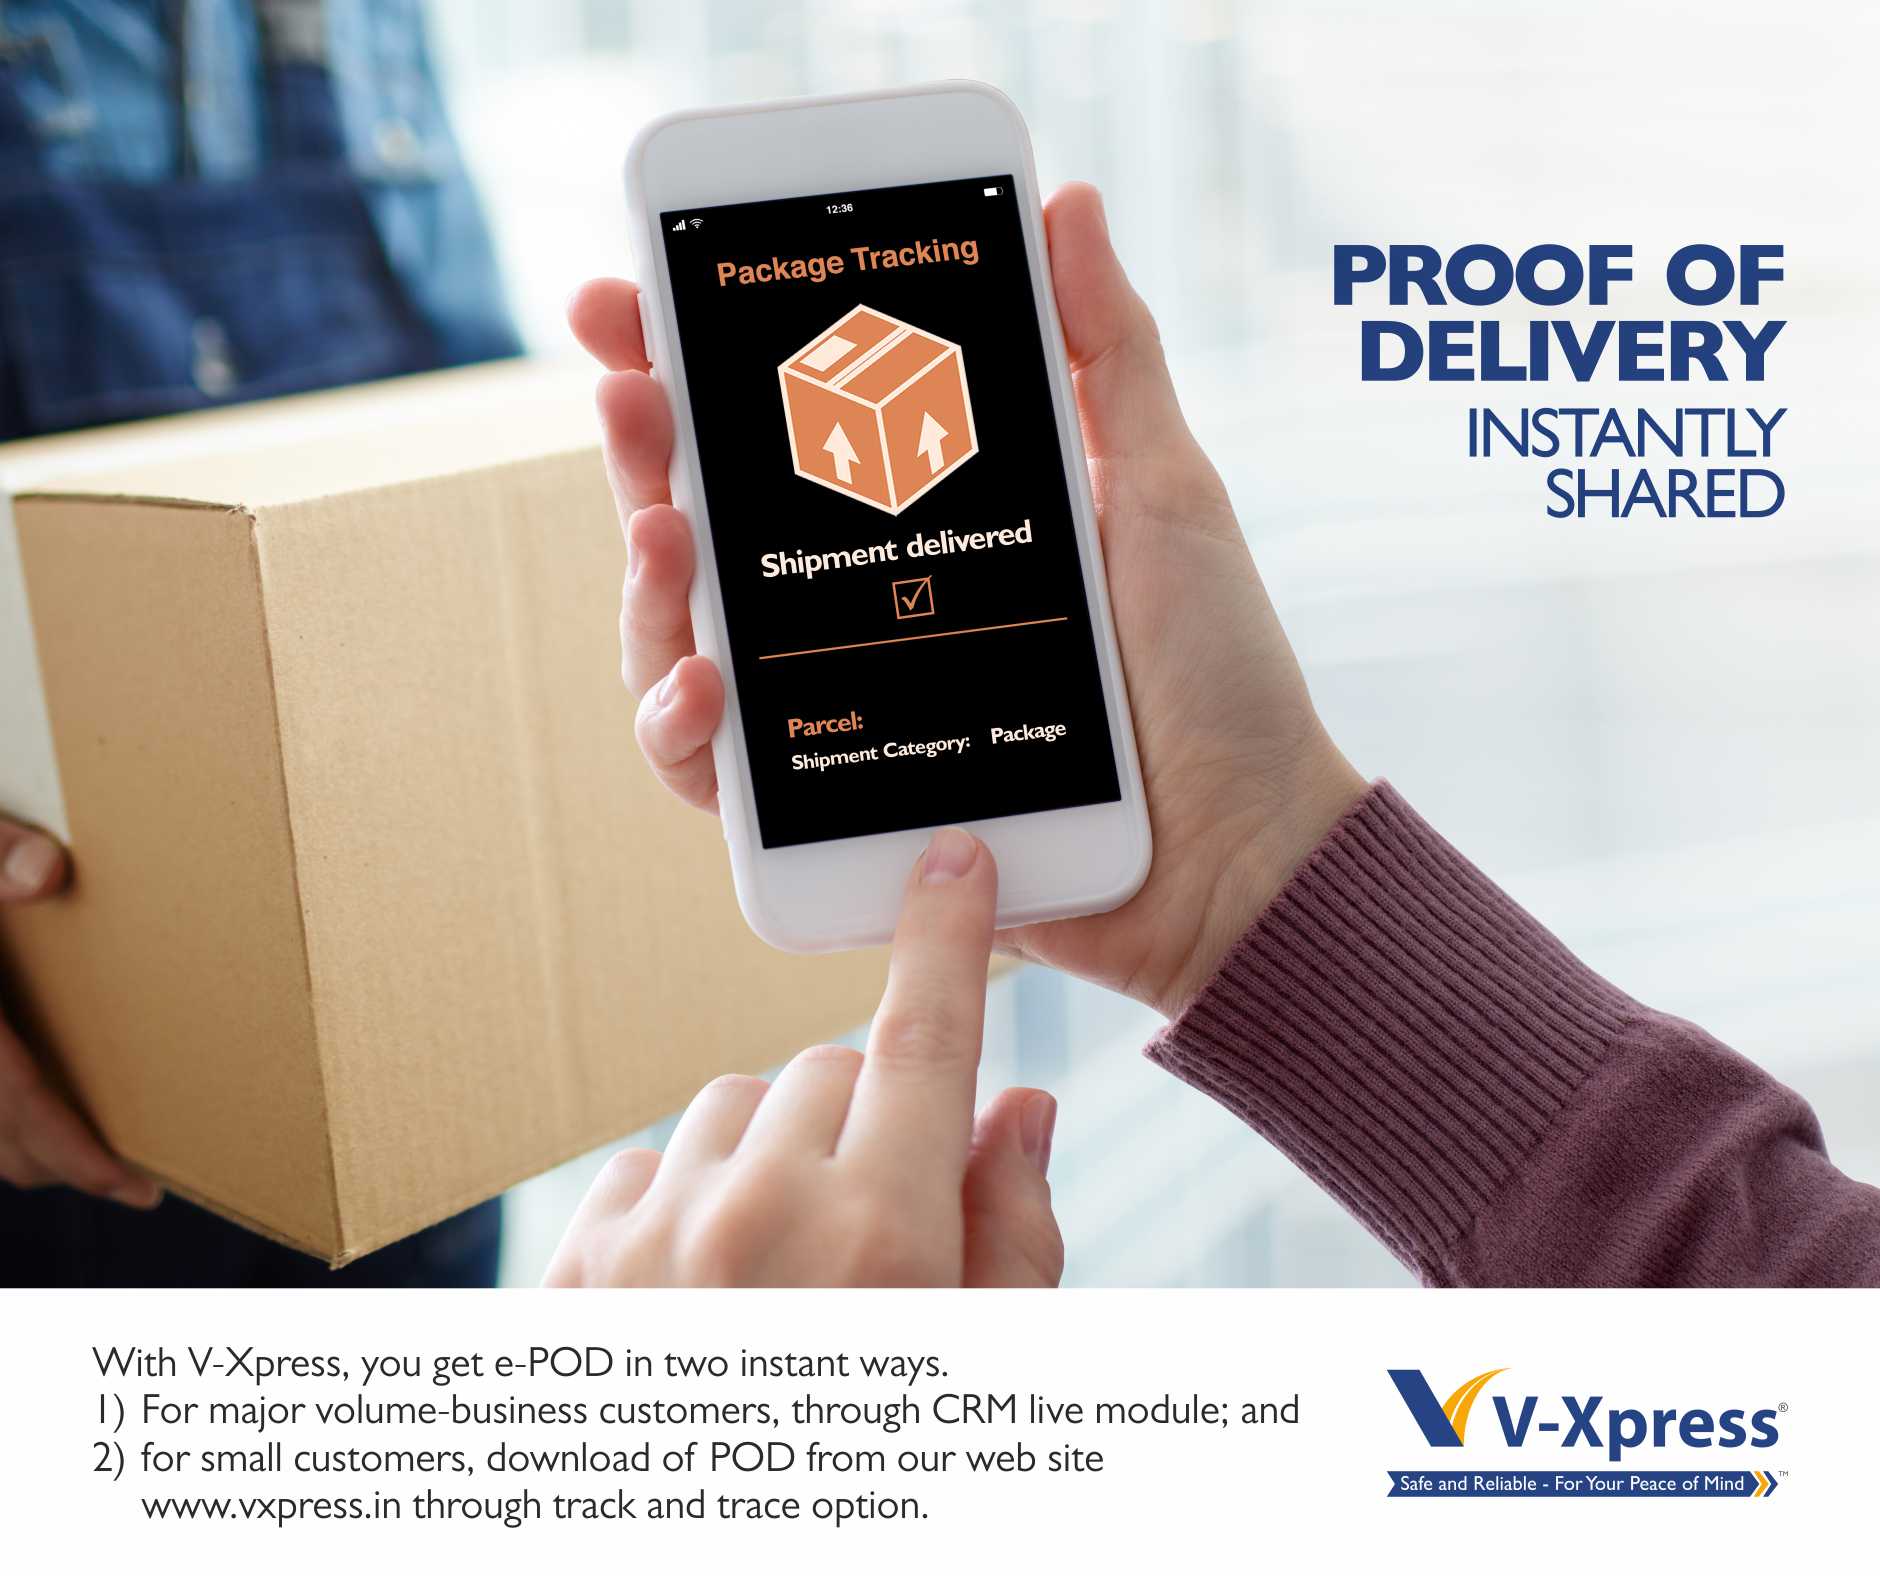 12:36
Package Tracking
Shipment delivered
Parcel:
Shipment Category: Package
PROOF OF
DELIVERY
INSTANTLY
SHARED
With V-Xpress, you get e-POD in two instant ways.
1) For major volume-business customers, through CRM live module; and
2) for small customers, download of POD from our web site
www.vxpress.in through track and trace option.
V-Xpress®
Safe and Reliable - For Your Peace of Mind ™